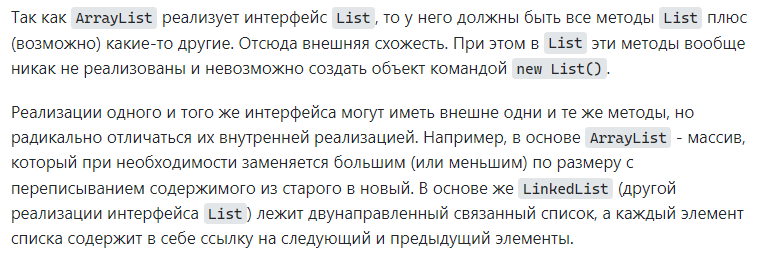 Так как ArrayList реализует интерфейс List, то у него должны быть все методы List плюс
(возможно) какие-то другие. Отсюда внешняя схожесть. При этом в List эти методы вообще
никак не реализованы и невозможно создать объект командой new List().
Реализации одного и того же интерфейса могут иметь внешне одни и те же методы, но
радикально отличаться их внутренней реализацией. Например, в основе ArrayList - массив,
который при необходимости заменяется большим (или меньшим) по размеру с
переписыванием содержимого из старого в новый. В основе же LinkedList (другой
реализации интерфейса List) лежит двунаправленный связанный список, а каждый элемент
списка содержит в себе ссылку на следующий и предыдущий элементы.